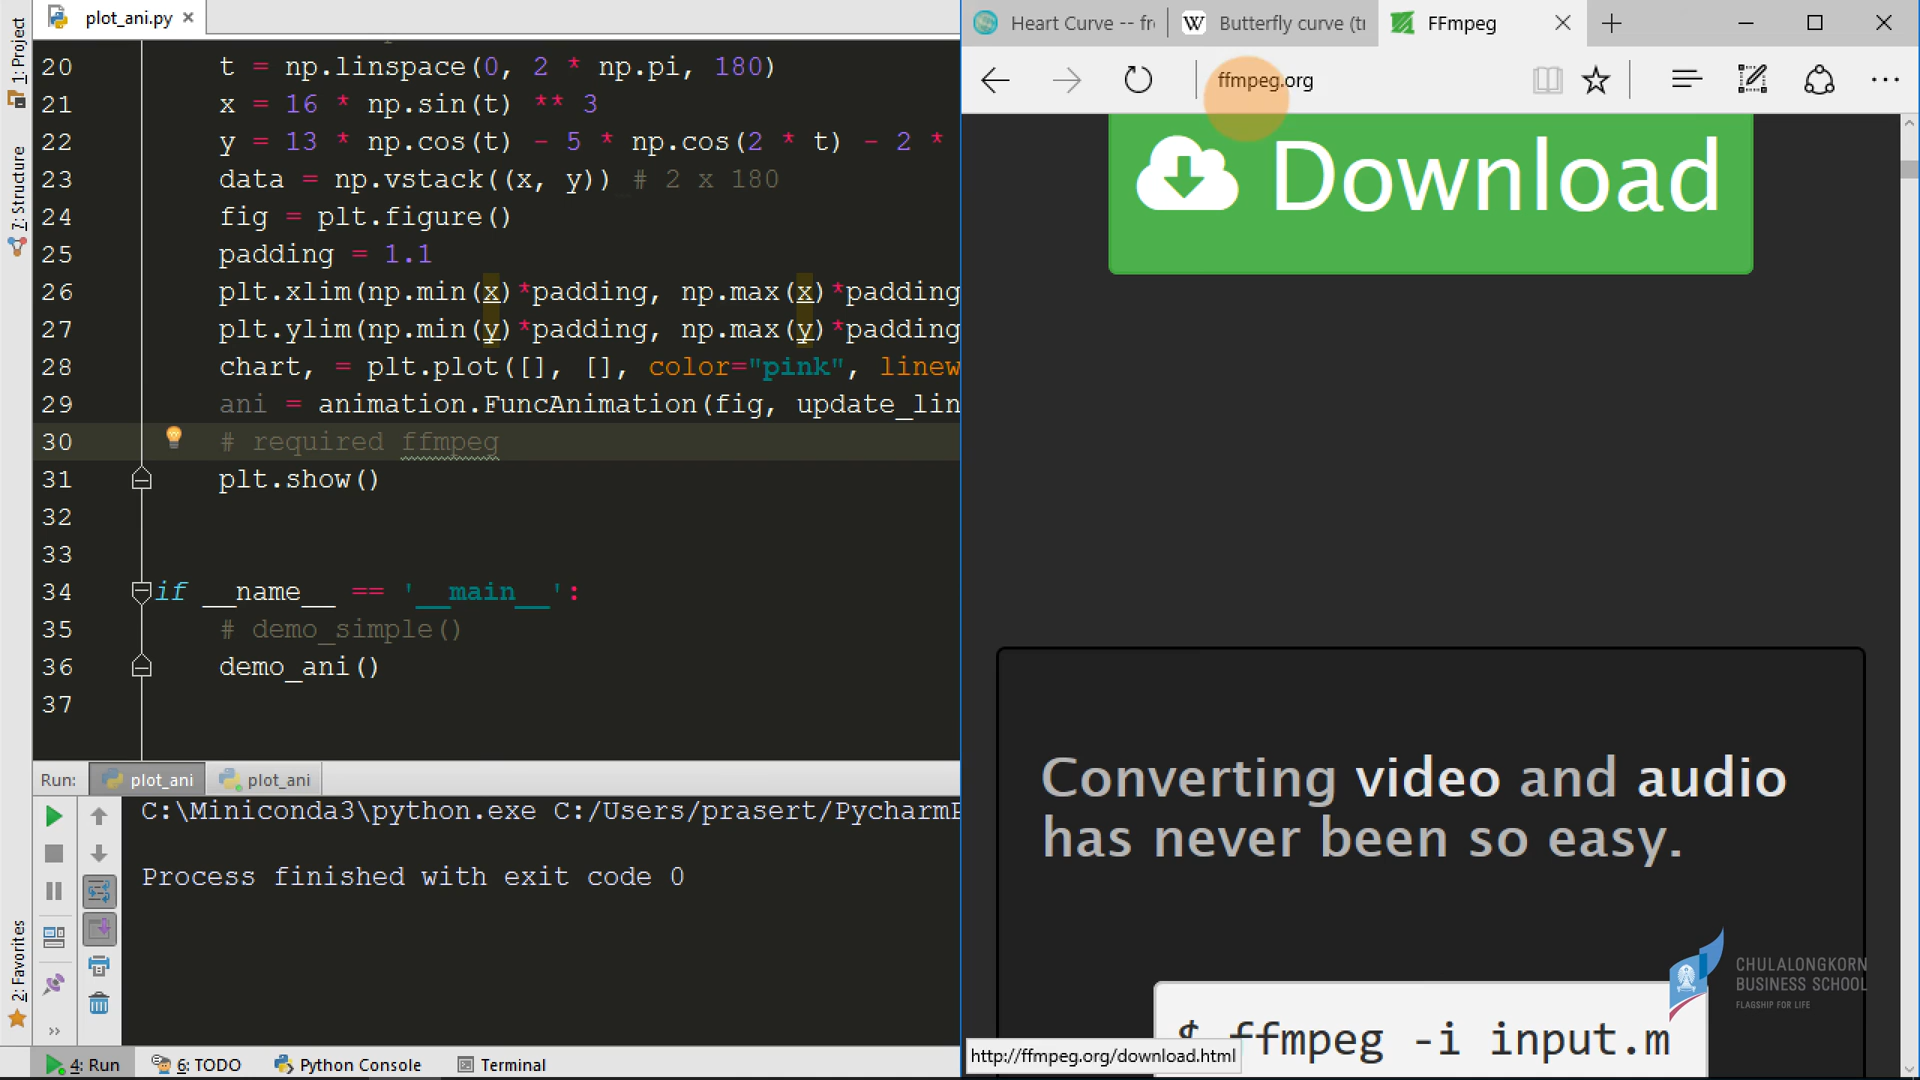 plot_ani.py
1: Project
7: Structure
2: Favorites
20 t = np.linspace(0, 2 * np.pi, 180)
21 x = 16 * np.sin(t) ** 3
22 y = 13 * np.cos(t) - 5 * np.cos(2 * t) - 2 *
23 data = np.vstack((x, y)) # 2 x 180
24 fig = plt.figure()
25 padding = 1.1
26 plt.xlim(np.min(x)*padding, np.max(x)*padding
27 plt.ylim(np.min(y)*padding, np.max(y)*padding
28 chart, = plt.plot([], [], color="pink", linew
29 ani = animation.FuncAnimation(fig, update_lin
30 # required ffmpeg
31 plt.show()
32
33
34 if __name__ == '__main__':
35 # demo_simple()
36 demo_ani()
37
Run: plot_ani plot_ani
C:\Miniconda3\python.exe C:/Users/prasert/PycharmP
Process finished with exit code 0
4: Run 6: TODO Python Console Terminal
Heart Curve -- fr Butterfly curve (tr FFmpeg
ffmpeg.org
Download
Converting video and audio
has never been so easy.
$ ffmpeg -i input.m
http://ffmpeg.org/download.html
CHULALONGKORN
BUSINESS SCHOOL
FLAGSHIP FOR LIFE